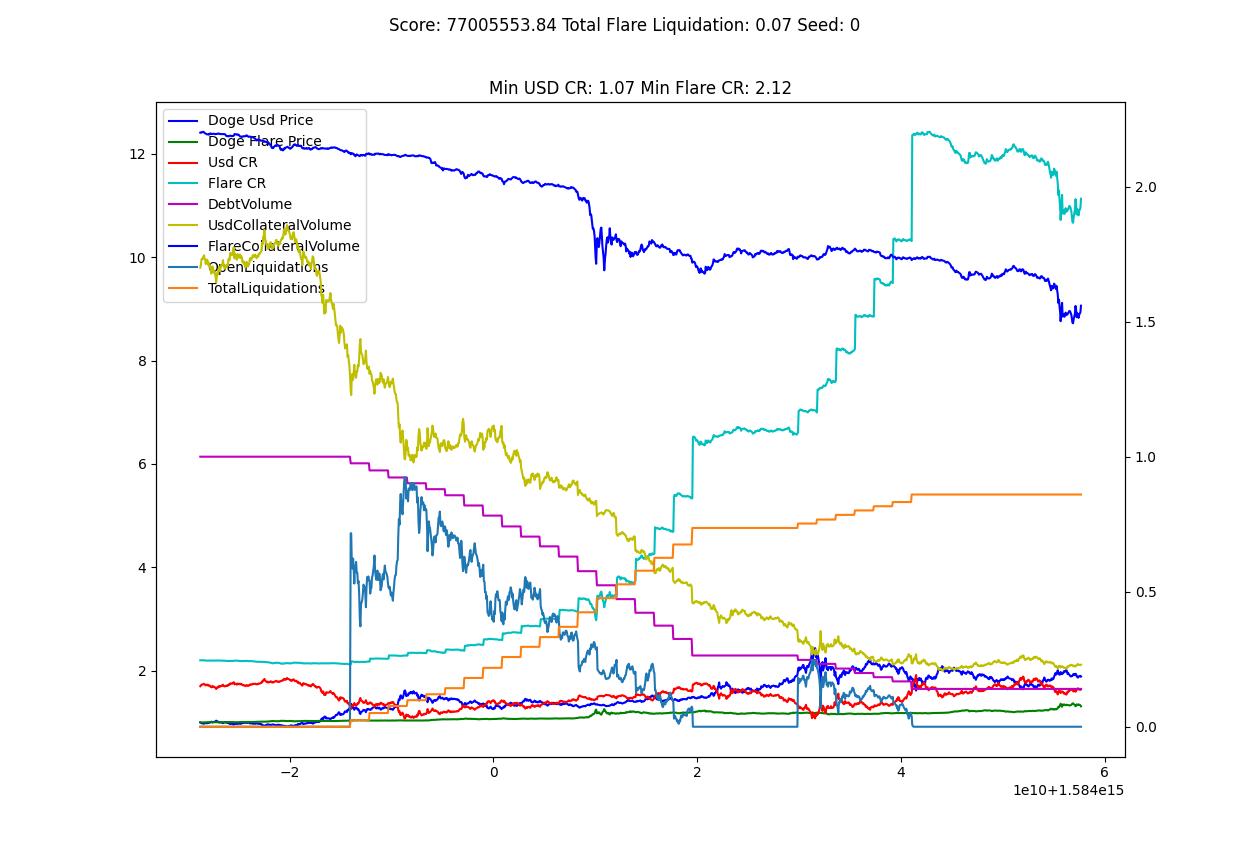 Score: 77005553.84 Total Flare Liquidation: 0.07 Seed: 0
Min USD CR: 1.07 Min Flare CR: 2.12
Doge Usd Price
Doge Flare Price
Usd CR
Flare CR
DebtVolume
UsdCollateralVolume
FlareCollateralVolume
OpenLiquidations
TotalLiquidations
12
10
8
6
4
2
2.0
1.5
1.0
0.5
0.0
−2
0
2
4
6
1e10+1.584e15